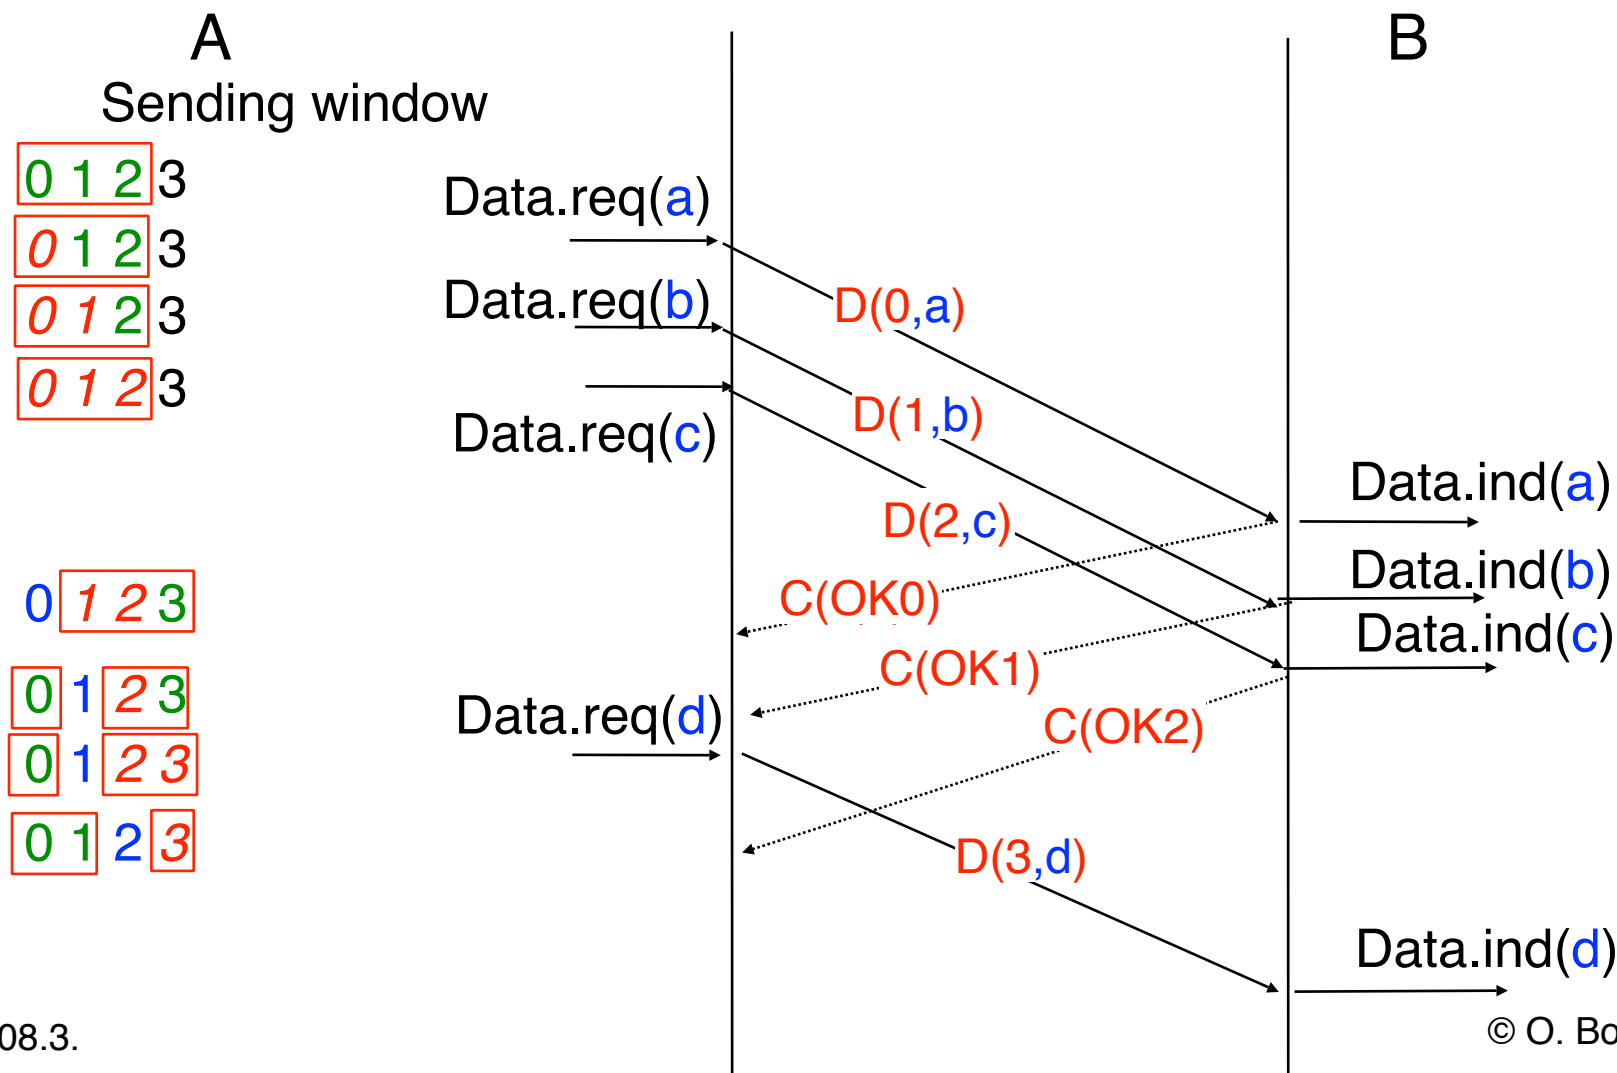 A
B
Sending window
0 1 2 3
Data.req(a)
0 1 2 3
Data.req(b)
D(0,a)
0 1 2 3
0 1 2 3
D(1,b)
Data.req(c)
Data.ind(a)
D(2,c)
Data.ind(b)
0 1 2 3
C(OK0)
Data.ind(c)
C(OK1)
0 1 2 3
Data.req(d)
C(OK2)
0 1 2 3
0 1 2 3
D(3,d)
Data.ind(d)
08.3.
© O. Bo